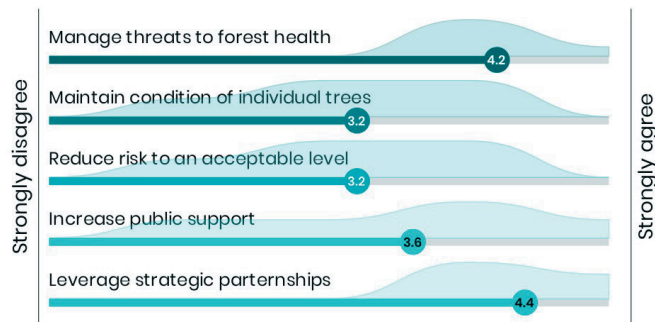 Strongly disagree
Manage threats to forest health
4.2
Maintain condition of individual trees
3.2
Reduce risk to an acceptable level
3.2
Increase public support
3.6
Leverage strategic parternships
4.4
Strongly agree